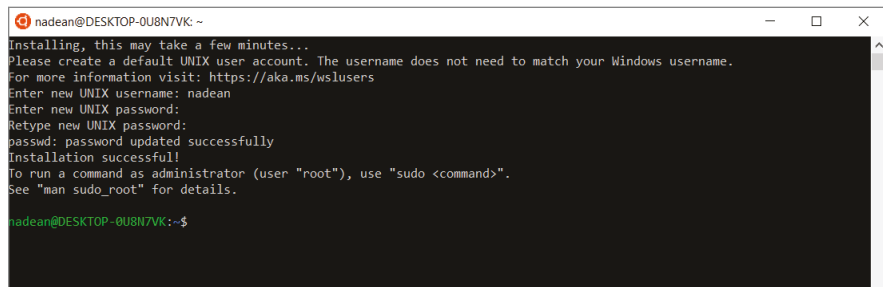 nadean@DESKTOP-0U8N7VK: ~
Installing, this may take a few minutes...
Please create a default UNIX user account. The username does not need to match your Windows username.
For more information visit: https://aka.ms/wslusers
Enter new UNIX username: nadean
Enter new UNIX password:
Retype new UNIX password:
passwd: password updated successfully
Installation successful!
To run a command as administrator (user "root"), use "sudo <command>".
See "man sudo_root" for details.
nadean@DESKTOP-0U8N7VK:~$